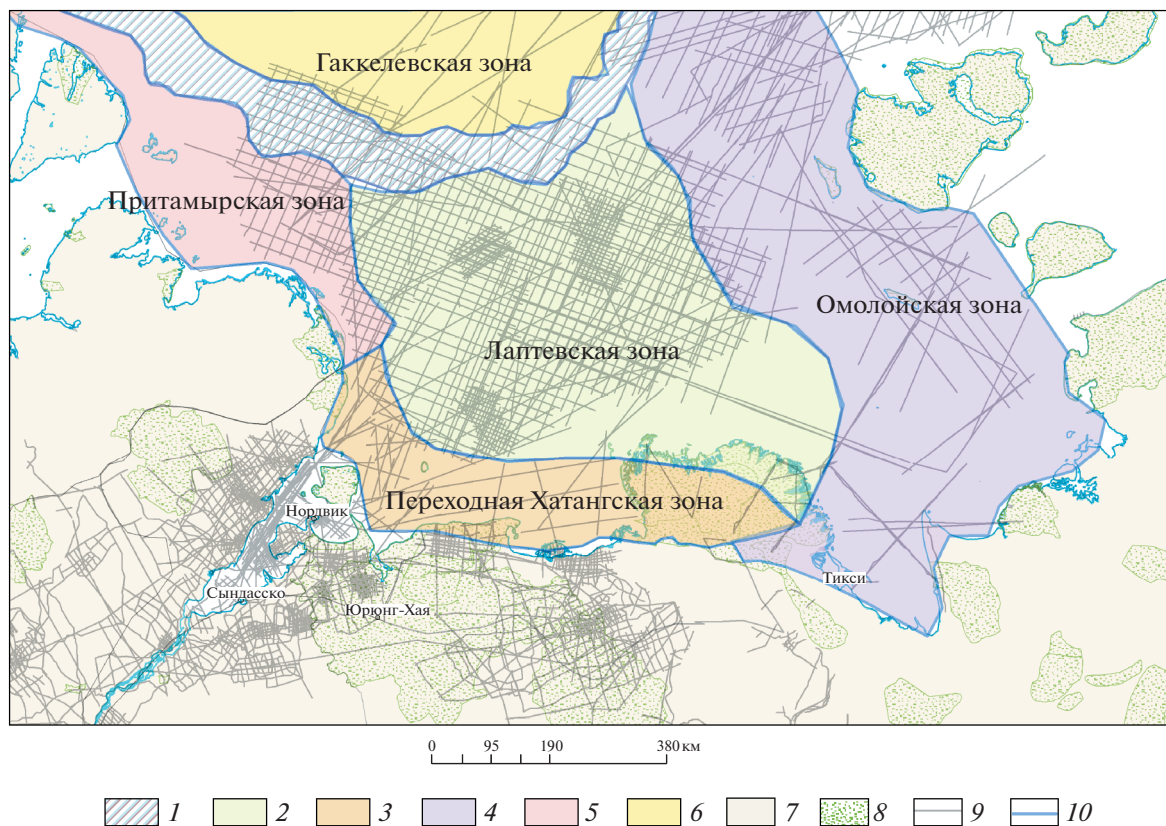 Гаккелевская зона
Притамырская зона
Омолойская зона
Лаптевская зона
Переходная Хатангская зона
Нордвик
Тикси
Сындасско
Юрюнг-Хая
0 95 190 380 км
1 2 3 4 5 6 7 8 9 10